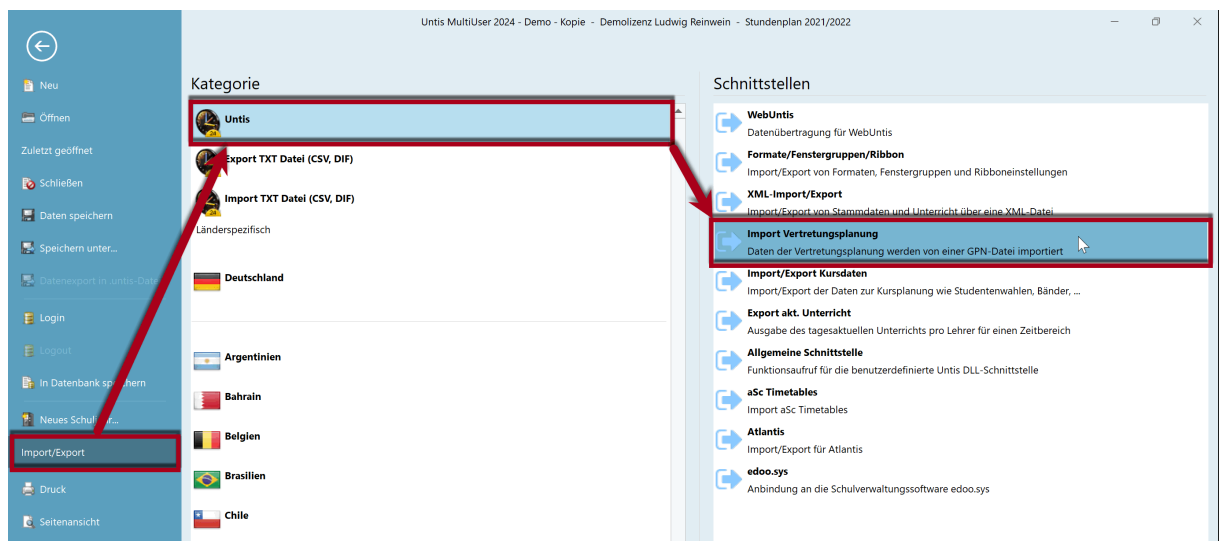 Untis MultiUser 2024 - Demo - Kopie - Demolizenz Ludwig Reinwein - Stundenplan 2021/2022
Neu
Öffnen
Zuletzt geöffnet
Schließen
Daten speichern
Speichern unter...
Datenexport in .untis-Date
Login
Logout
In Datenbank speichern
Neues Schuljahr...
Import/Export
Druck
Seitenansicht
Kategorie
Untis
Export TXT Datei (CSV, DIF)
Import TXT Datei (CSV, DIF)
Länderspezifisch
Deutschland
Argentinien
Bahrain
Belgien
Brasilien
Chile
Schnittstellen
WebUntis
Datenübertragung für WebUntis
Formate/Fenstergruppen/Ribbon
Import/Export von Formaten, Fenstergruppen und Ribboneinstellungen
XML-Import/Export
Import/Export von Stammdaten und Unterricht über eine XML-Datei
Import Vertretungsplanung
Daten der Vertretungsplanung werden von einer GPN-Datei importiert
Import/Export Kursdaten
Import/Export der Daten zur Kursplanung wie Studentenwahlen, Bänder, ...
Export akt. Unterricht
Ausgabe des tagesaktuellen Unterrichts pro Lehrer für einen Zeitbereich
Allgemeine Schnittstelle
Funktionsaufruf für die benutzerdefinierte Untis DLL-Schnittstelle
aSc Timetables
Import aSc Timetables
Atlantis
Import/Export für Atlantis
edoo.sys
Anbindung an die Schulverwaltungssoftware edoo.sys